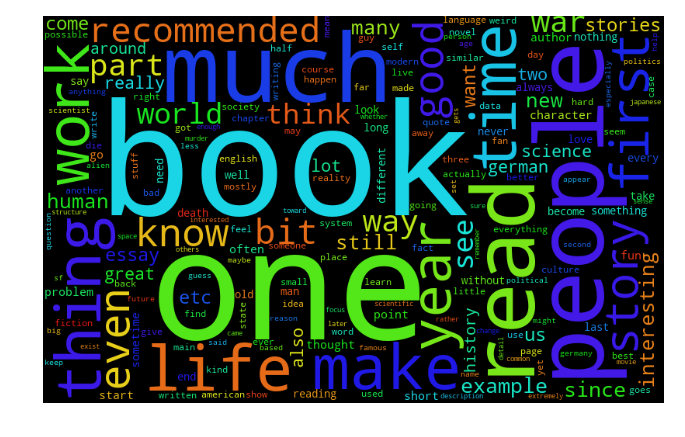 come
possible
recommended
many
war
stories
language
weird
novel
author
nothing
person
age
politics
around
say
part
really
much
half
self
guy
modern
similar
live
made
far
course
happen
writing
right
good
time
want
day
two
always
new
hard
case
especially
japanese
first
people
work
anything
scientist
write
world
got
society
chapter
think
may
look
whether
long
quote
away
data
never
fan
character
love
seem
every
die
go
alien
murder
enough
less
need
stuff
bad
english
well
mostly
lot
reality
three
different
actually
german
science
better
become
something
take
human
another
book
death
system
going
set
sure
appear
everything
sf
structure
question
thing
know
space
interested
feel
toward
bit
someone
way
still
fact
see
remember
second
culture
story
fun
essay
often
others
maybe
place
year
read
without
political
little
interesting
great
problem
back
etc
guess
small
learn
man
idea
scientific
point
old
find
one
history
rather
change
last
future
fiction
big
keep
even
sometime
give
state
reason
focus
later
word
came
also
thought
detail
use
us
might
page
yet
best
germany
movie
main
said
ever
kind
based
famous
common
name
example
since
life
make
start
end
written
american
show
reading
used
short
description
extremely
goes